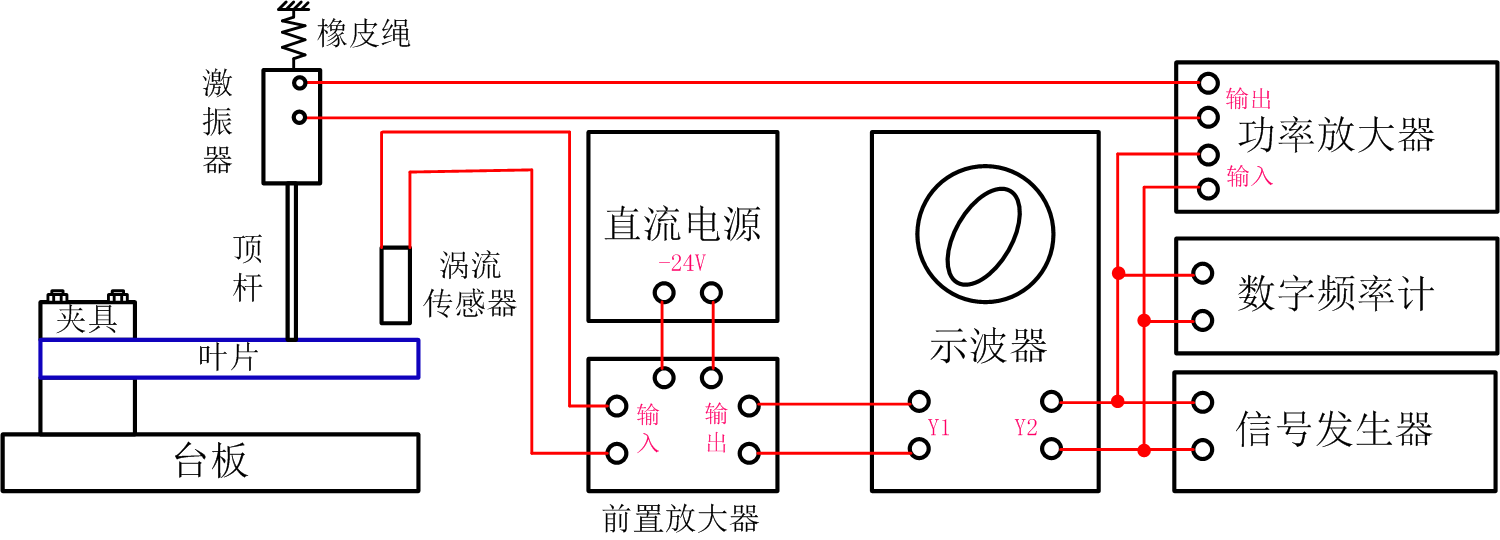 橡皮绳
激
振
器
顶
杆
夹具
叶片
台板
涡流
传感器
直流电源
-24V
输
入
输
出
前置放大器
示波器
Y1
Y2
输出
功率放大器
输入
数字频率计
信号发生器